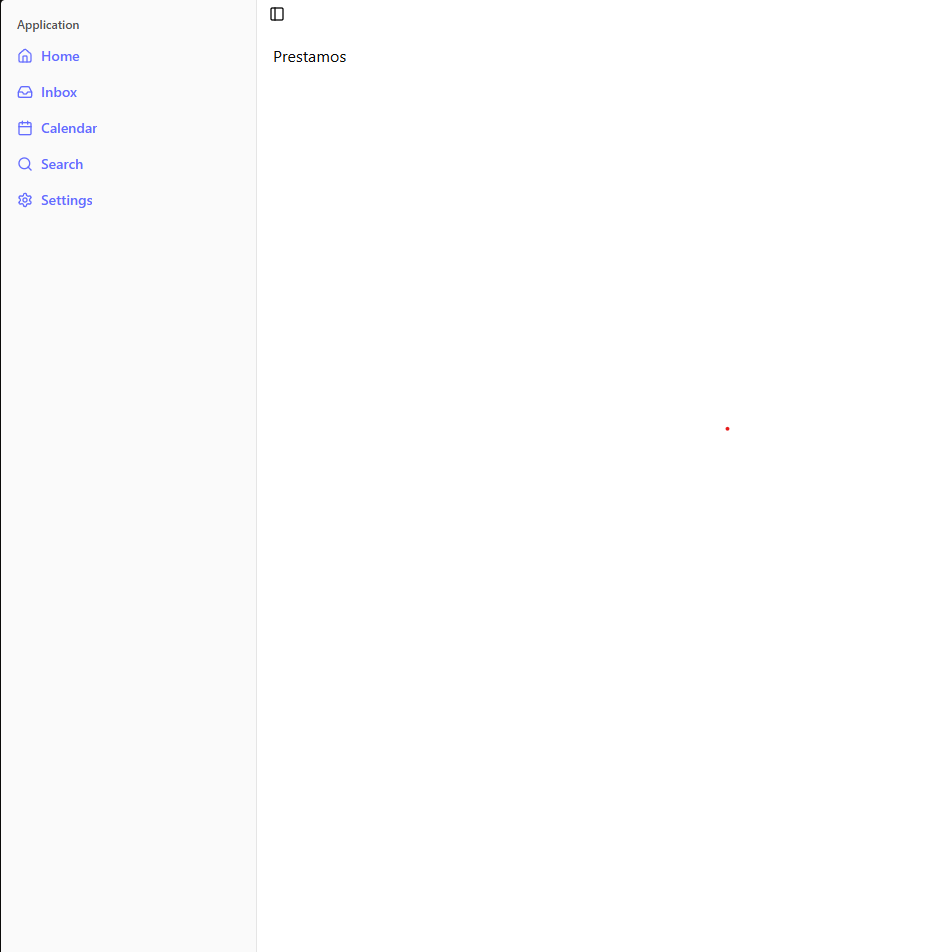 Application
Home
Inbox
Calendar
Search
Settings
Prestamos